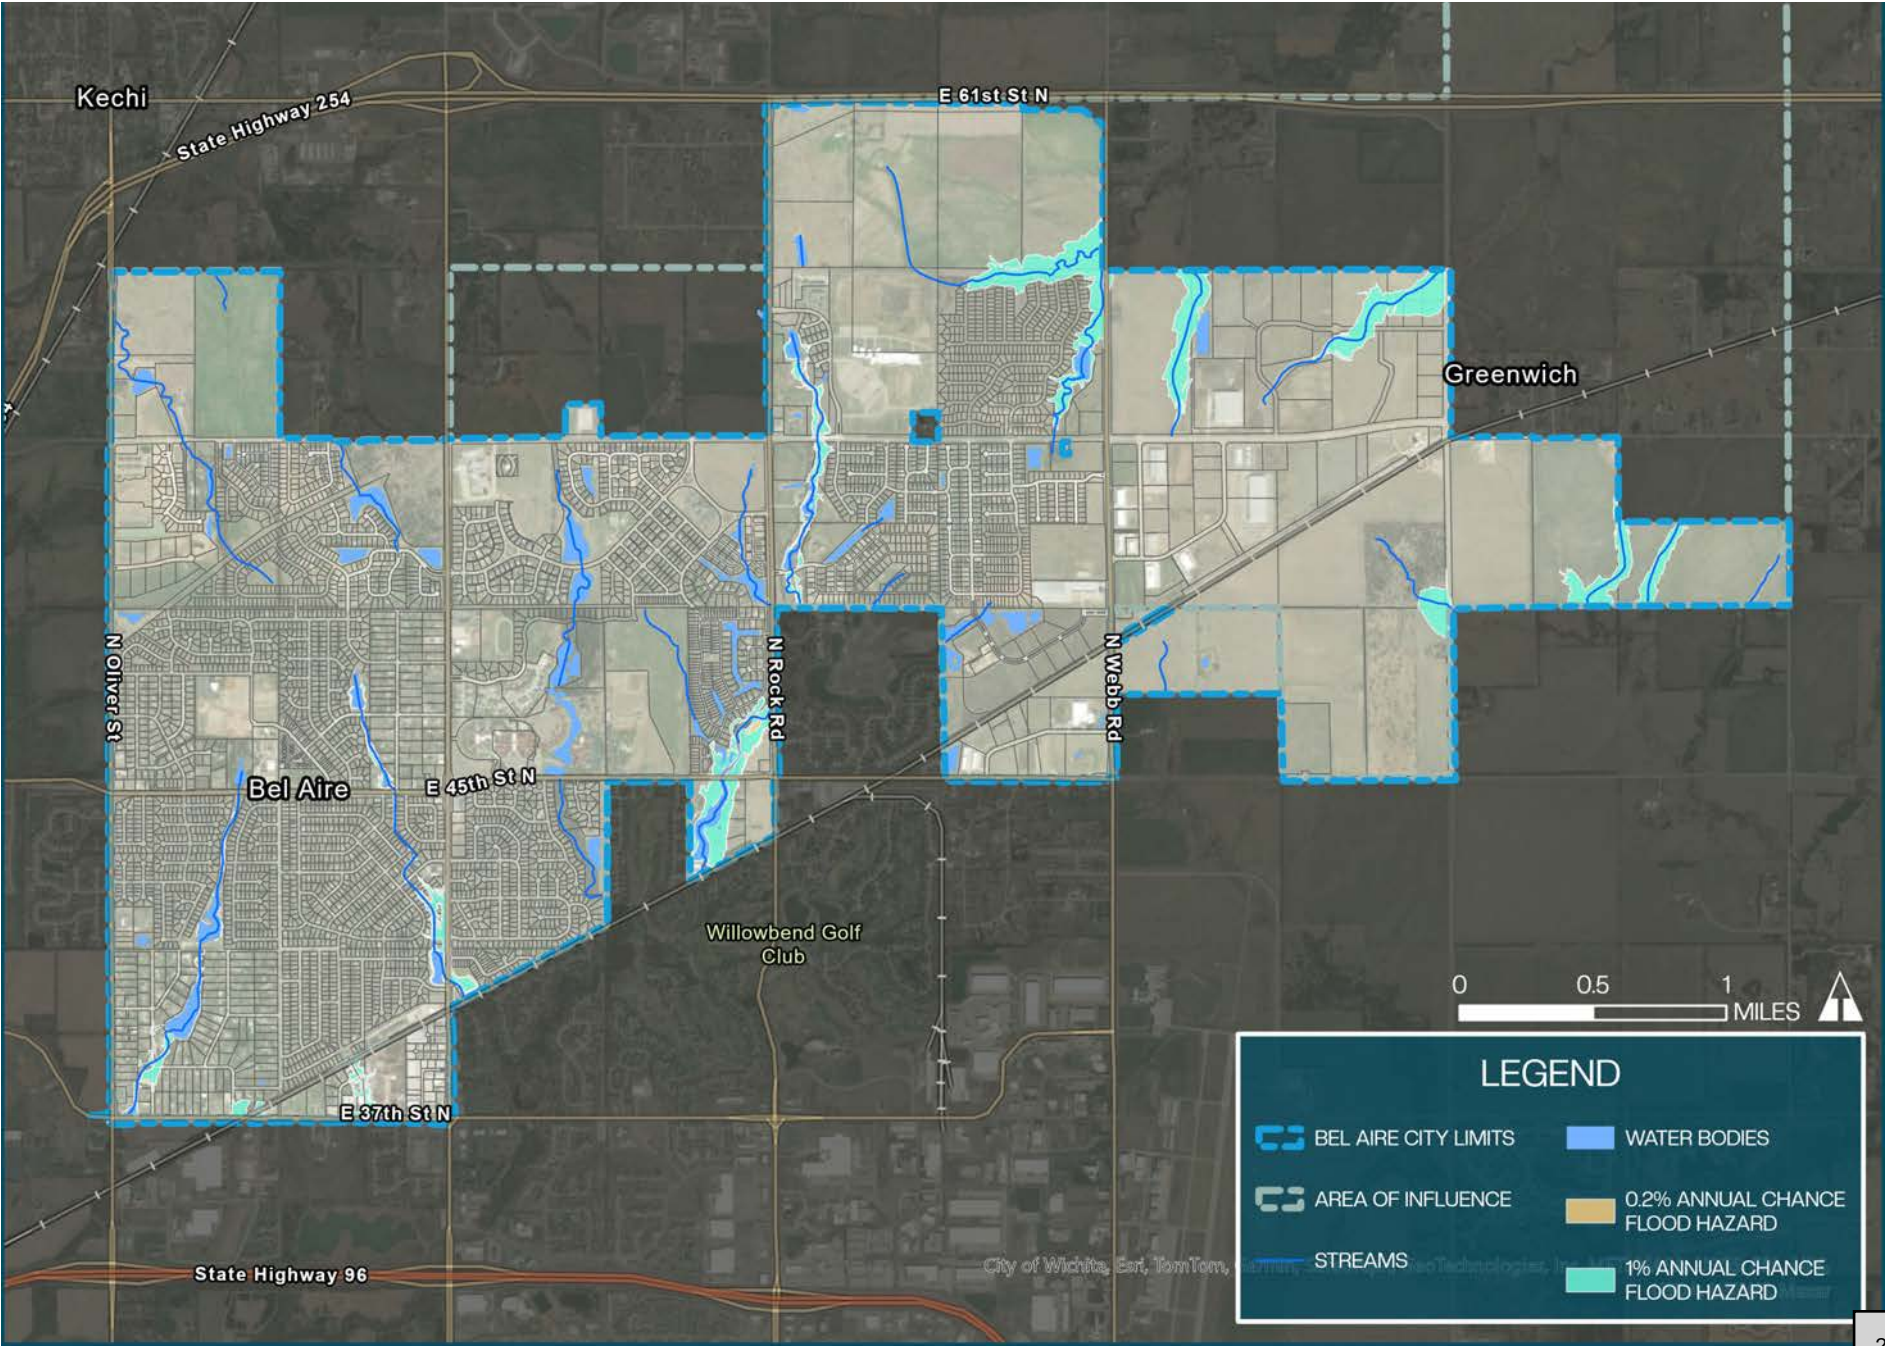 Kechi
State Highway 254
E 61st St N
Greenwich
N Oliver St
N Rock Rd
N Webb Rd
Bel Aire
E 45th St N
Willowbend Golf
Club
E 37th St N
State Highway 96
0 0.5 1
MILES
LEGEND
BEL AIRE CITY LIMITS
AREA OF INFLUENCE
STREAMS
WATER BODIES
0.2% ANNUAL CHANCE
FLOOD HAZARD
1% ANNUAL CHANCE
FLOOD HAZARD
City of Wichita, Esri, TomTom,